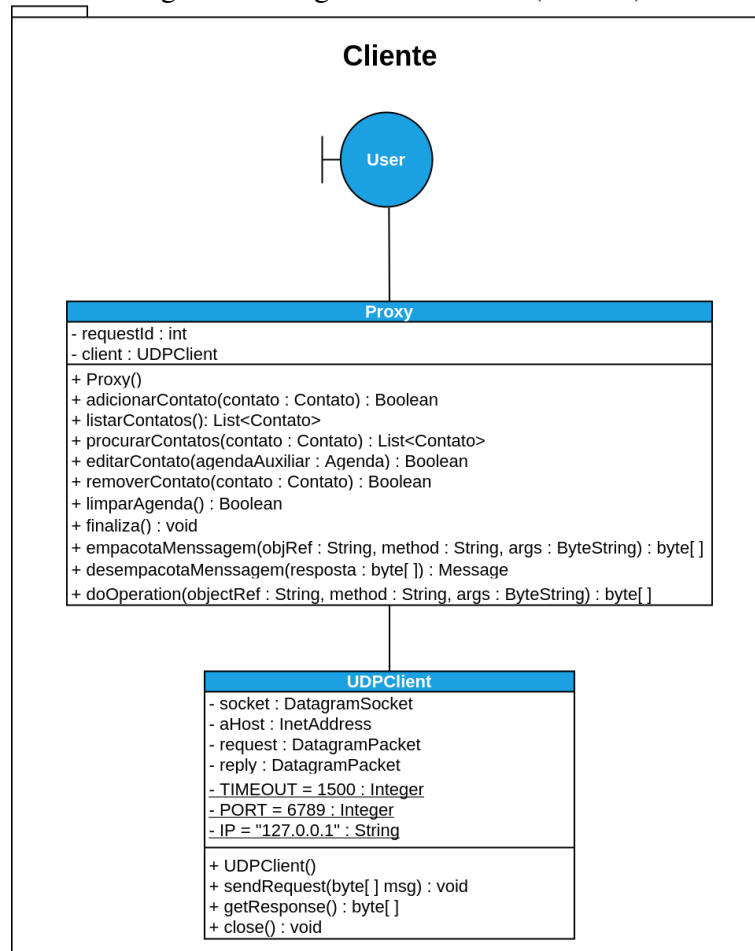 Cliente
User
Proxy
- requestId : int
- client : UDPClient
+ Proxy()
+ adicionarContato(contato : Contato) : Boolean
+ listarContatos(): List<Contato>
+ procurarContatos(contato : Contato) : List<Contato>
+ editarContato(agendaAuxiliar : Agenda) : Boolean
+ removerContato(contato : Contato) : Boolean
+ limparAgenda() : Boolean
+ finaliza() : void
+ empacotaMenssagem(objRef : String, method : String, args : ByteString) : byte[ ]
+ desempacotaMenssagem(resposta : byte[ ]) : Message
+ doOperation(objectRef : String, method : String, args : ByteString) : byte[ ]
UDPClient
- socket : DatagramSocket
- aHost : InetAddress
- request : DatagramPacket
- reply : DatagramPacket
- TIMEOUT = 1500 : Integer
- PORT = 6789 : Integer
- IP = "127.0.0.1" : String
+ UDPClient()
+ sendRequest(byte[ ] msg) : void
+ getResponse() : byte[ ]
+ close() : void